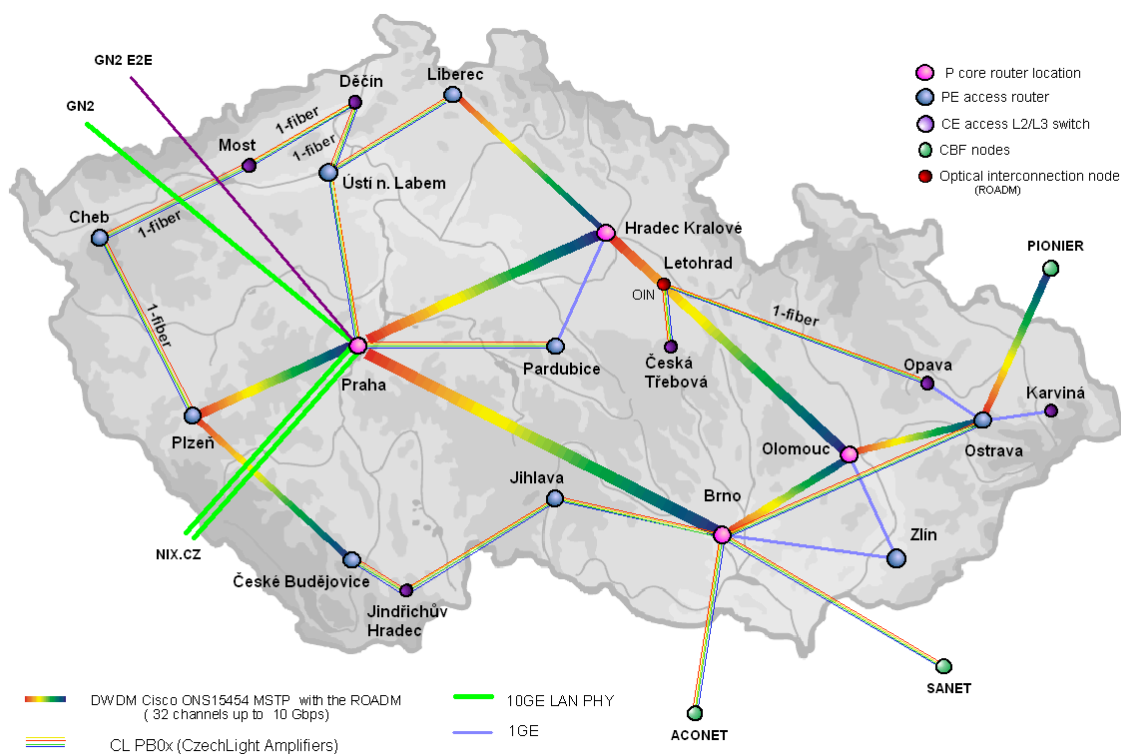 GN2 E2E
GN2
Děčín
Liberec
1-fiber
1-fiber
Most
Ústí n. Labem
Cheb
1-fiber
1-fiber
Hradec Kralové
Letohrad
OIN
1-fiber
PIONIER
Praha
Pardubice
Česká
Třebová
Opava
Karviná
Plzeň
Olomouc
Ostrava
Jihlava
Brno
Zlín
NIX.CZ
České Budějovice
Jindřichův
Hradec
SANET
ACONET
P core router location
PE access router
CE access L2/L3 switch
CBF nodes
Optical interconnection node
(ROADM)
DWDM Cisco ONS15454 MSTP with the ROADM
( 32 channels up to 10 Gbps)
CL PB0x (CzechLight Amplifiers)
10GE LAN PHY
1GE